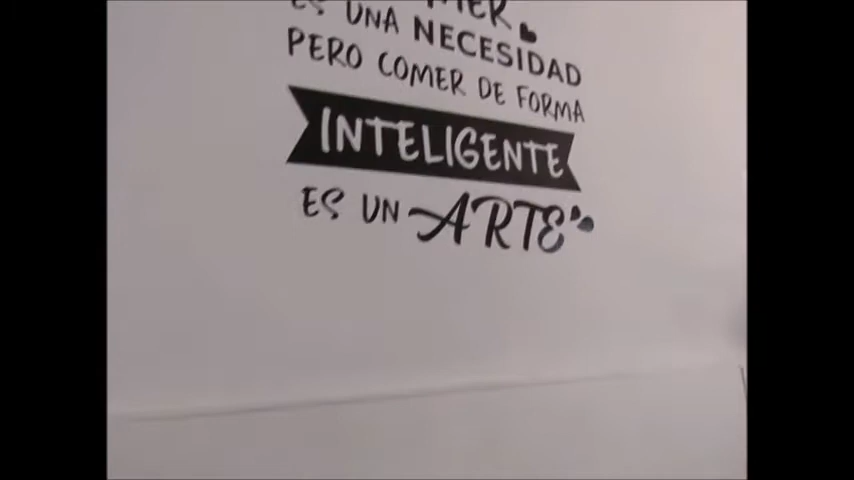 ES UNA NECESIDAD
PERO COMER DE FORMA
INTELIGENTE
ES UN ARTE